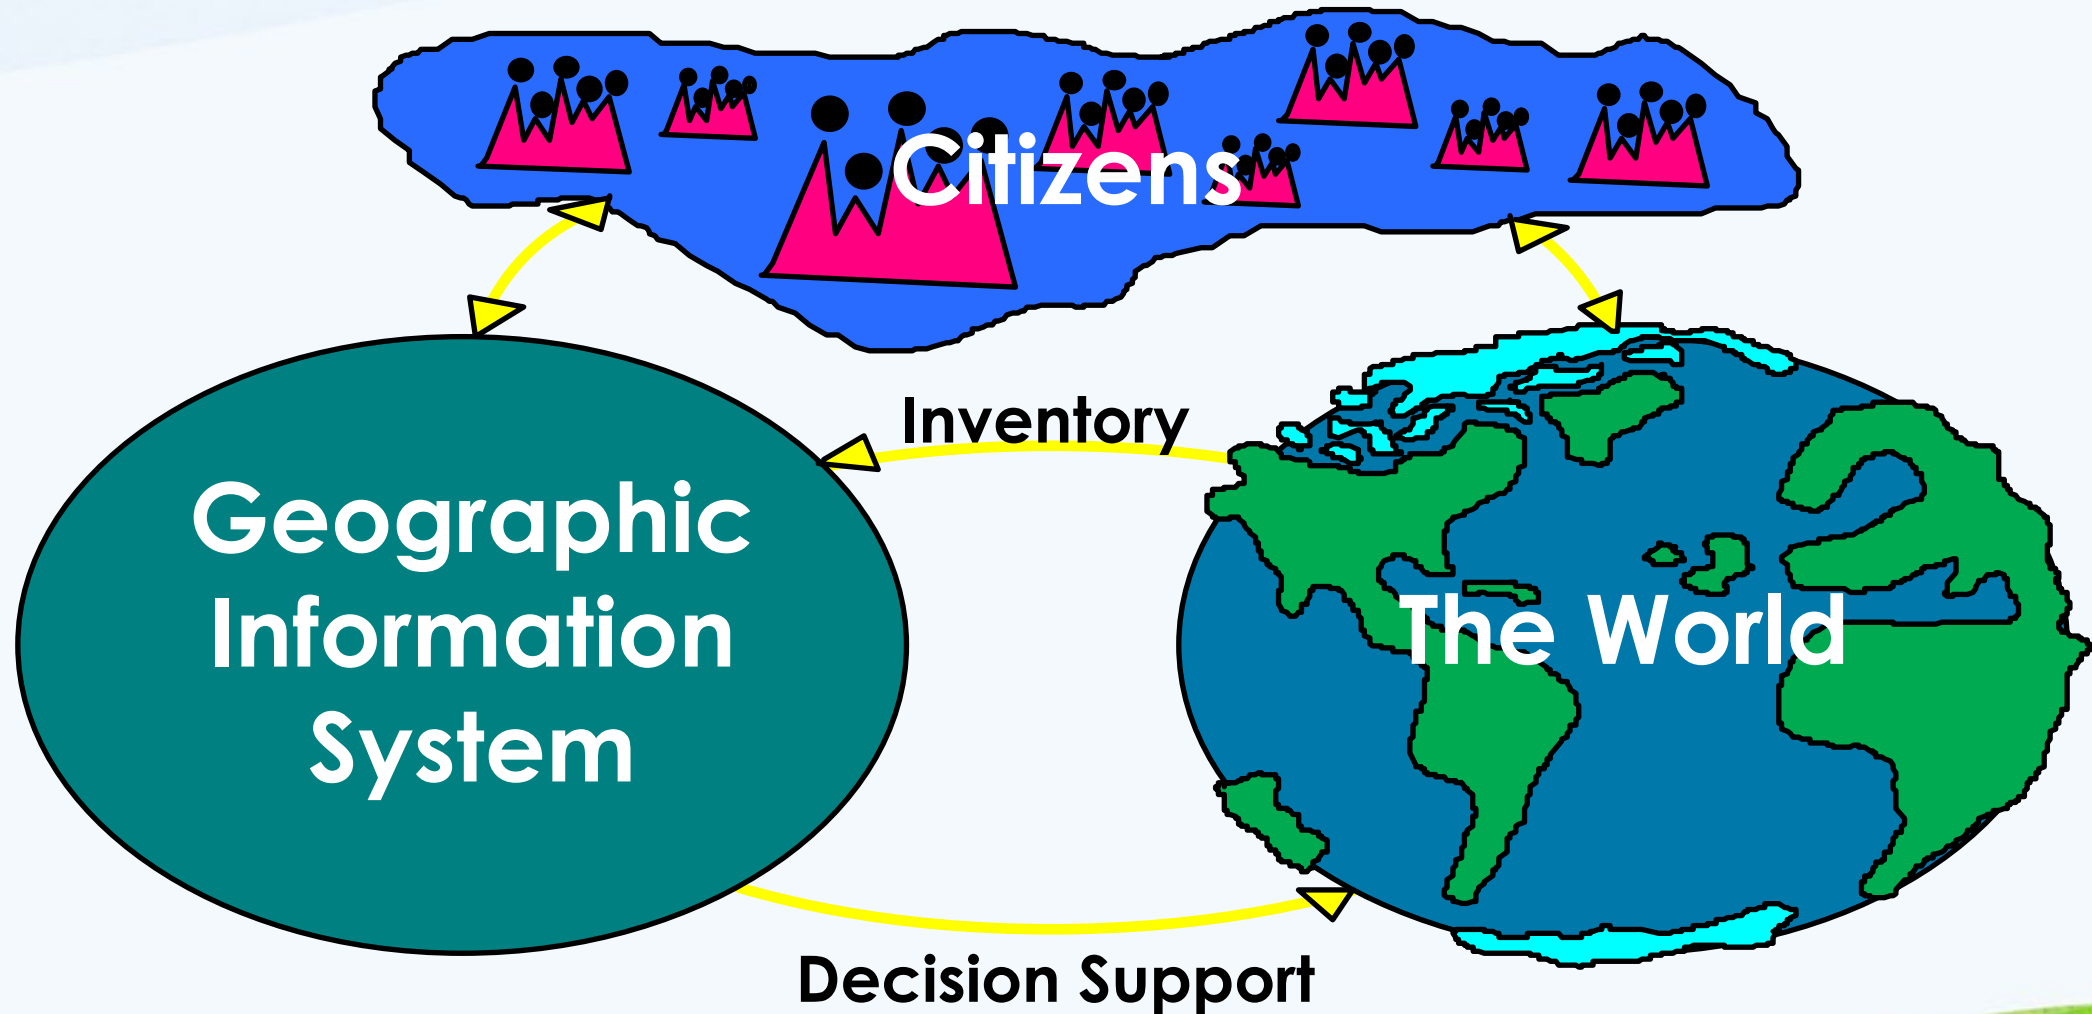 Citizens
Inventory
Geographic
Information
System
The World
Decision Support